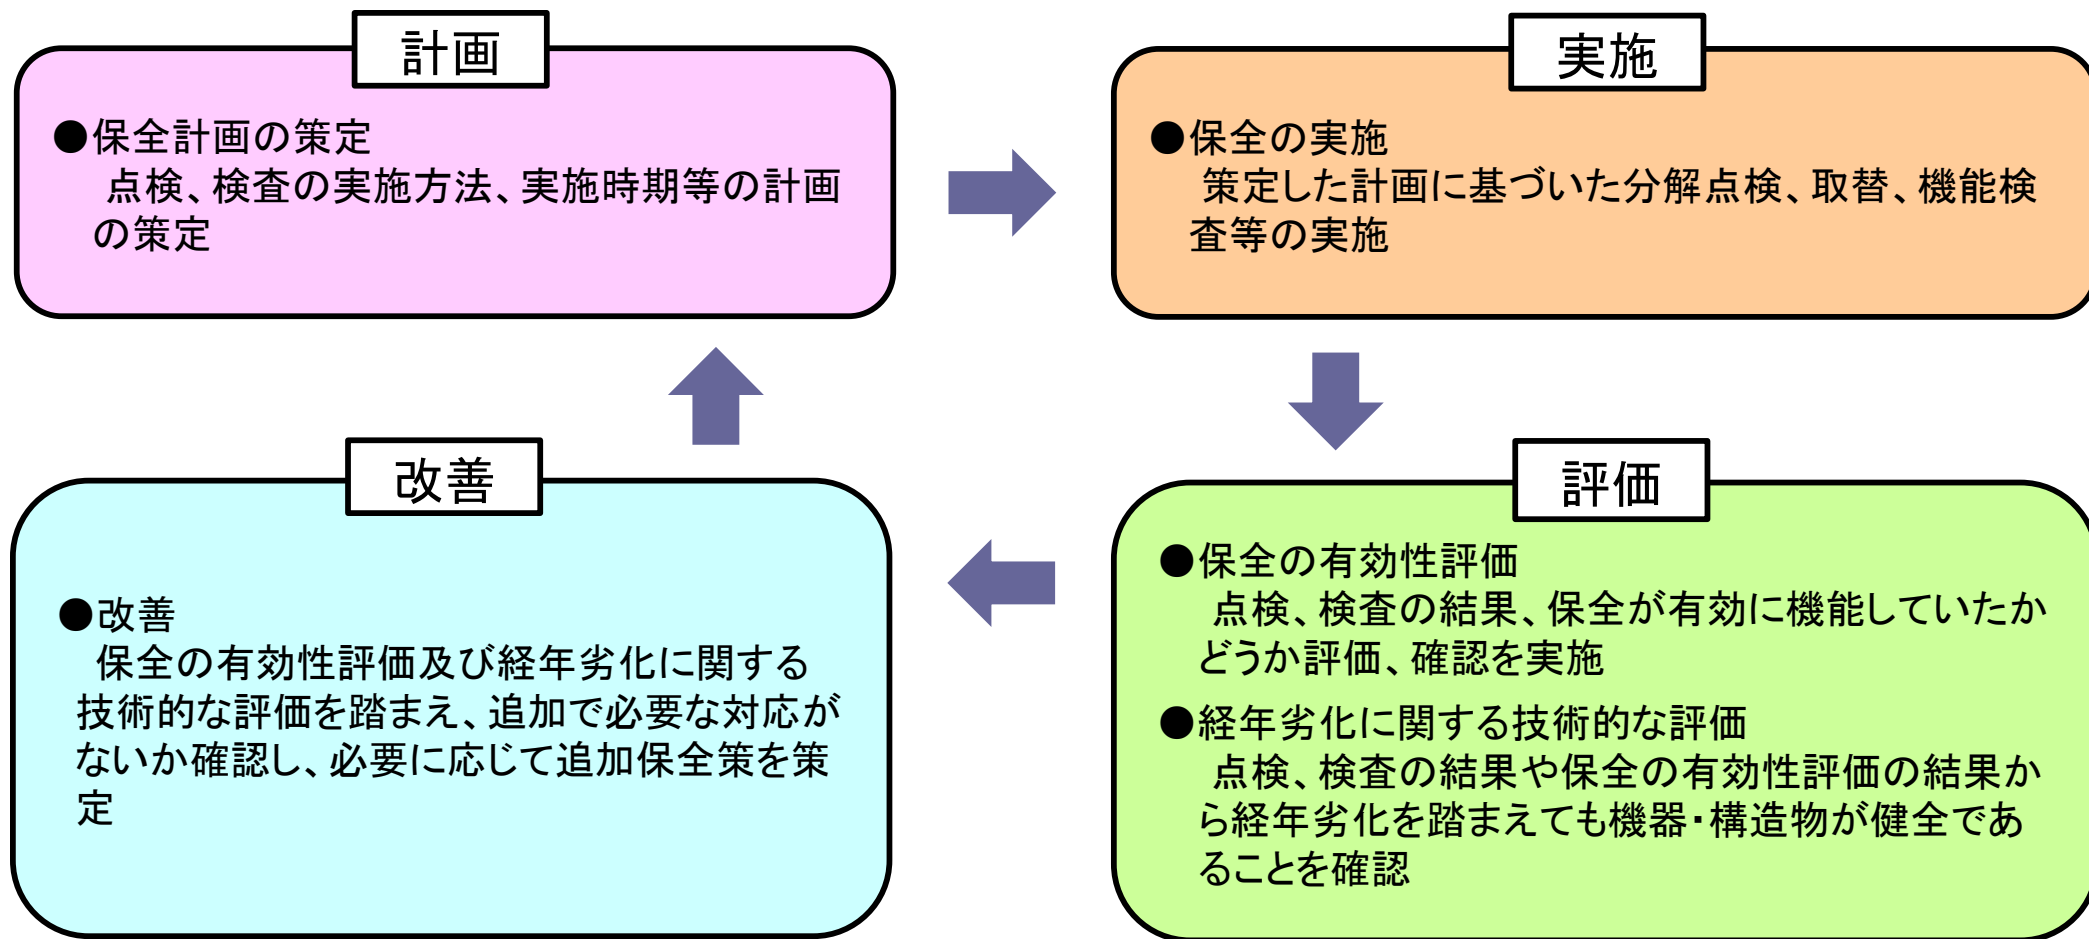 計画
●保全計画の策定
点検、検査の実施方法、実施時期等の計画
の策定
実施
●保全の実施
策定した計画に基づいた分解点検、取替、機能検
査等の実施
評価
●保全の有効性評価
点検、検査の結果、保全が有効に機能していたか
どうか評価、確認を実施
●経年劣化に関する技術的な評価
点検、検査の結果や保全の有効性評価の結果か
ら経年劣化を踏まえても機器・構造物が健全であ
ることを確認
改善
●改善
保全の有効性評価及び経年劣化に関する
技術的な評価を踏まえ、追加で必要な対応が
ないか確認し、必要に応じて追加保全策を策
定